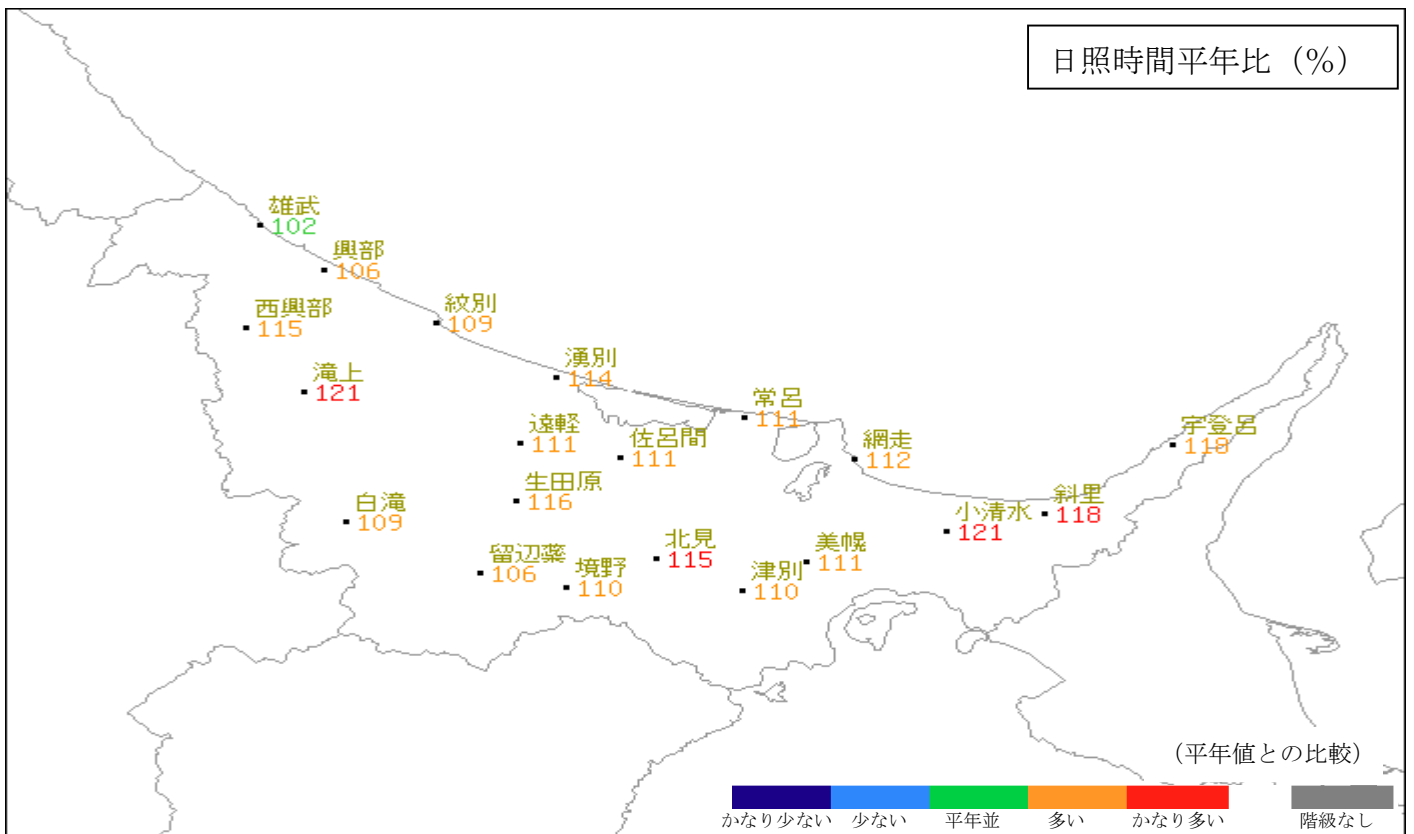 日照時間平年比（％）
雄武
102
興部
106
西興部
115
紋別
109
滝上
121
湧別
114
常呂
111
遠軽
111
佐呂間
111
網走
112
宇登呂
118
生田原
116
白滝
109
斜里
118
小清水
121
北見
115
美幌
111
留辺蘂
106
境野
110
津別
110
（平年値との比較）
かなり少ない 少ない 平年並 多い かなり多い 階級なし